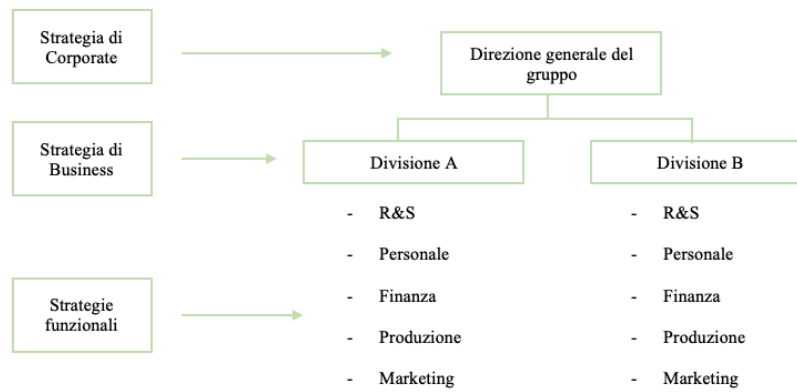 Strategia di
Corporate
Direzione generale del
gruppo
Strategia di
Business
Divisione A
Divisione B
- R&S
- R&S
- Personale
- Personale
Strategie
funzionali
- Finanza
- Finanza
- Produzione
- Produzione
- Marketing
- Marketing